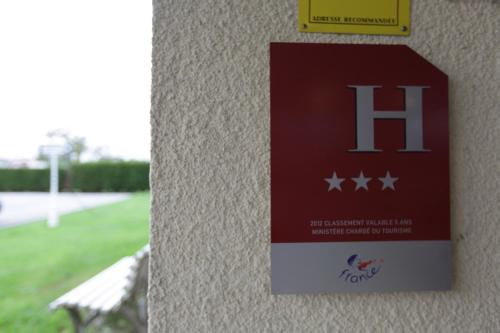 ADRESSE RECOMMANDÉE
H
2012 CLASSEMENT VALABLE 5 ANS
MINISTÈRE CHARGÉ DU TOURISME
france